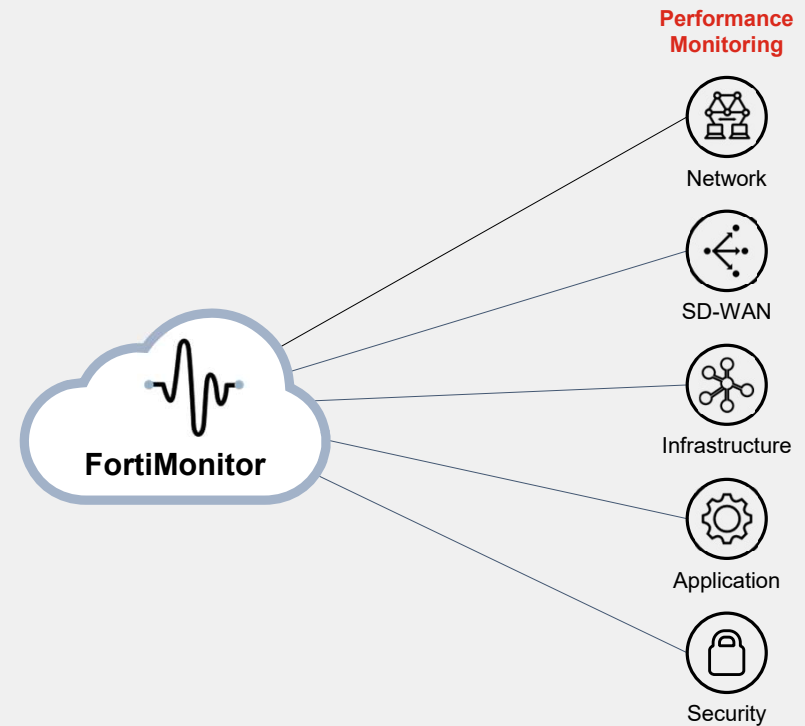 Performance
Monitoring
Network
SD-WAN
Infrastructure
FortiMonitor
Application
Security